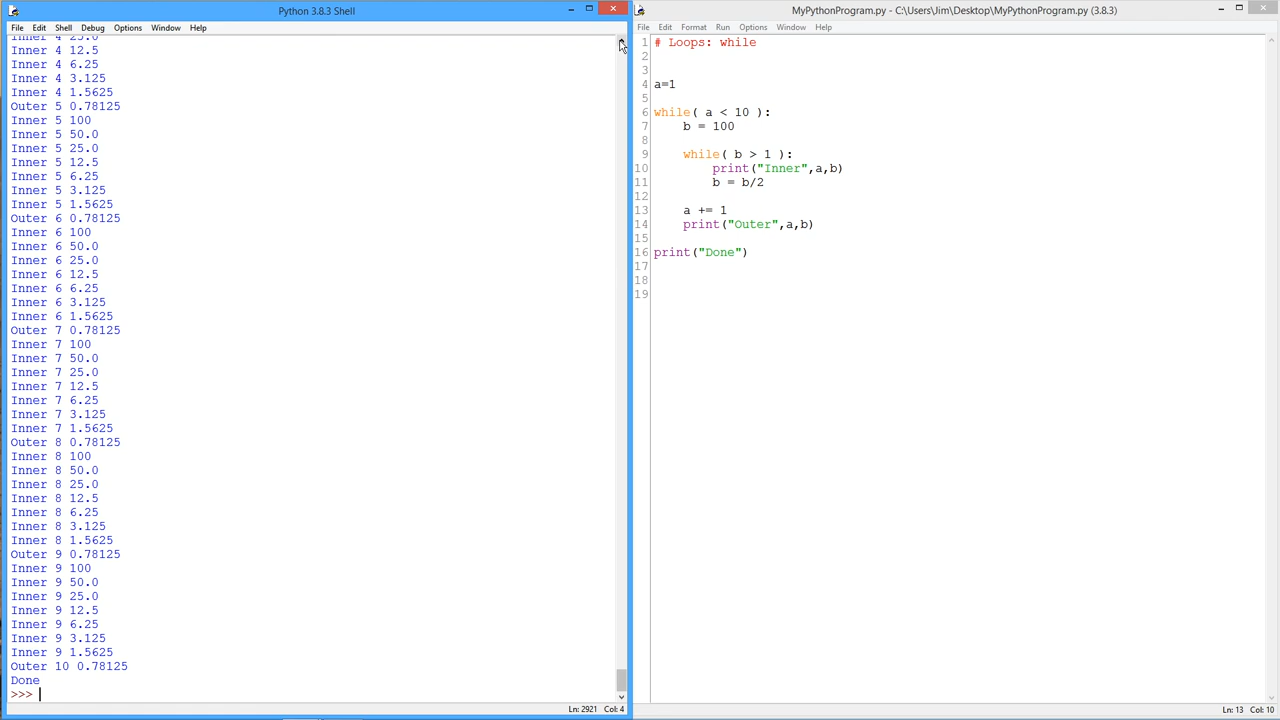 Python 3.8.3 Shell
File Edit Shell Debug Options Window Help
Inner 4 25.0
Inner 4 12.5
Inner 4 6.25
Inner 4 3.125
Inner 4 1.5625
Outer 5 0.78125
Inner 5 100
Inner 5 50.0
Inner 5 25.0
Inner 5 12.5
Inner 5 6.25
Inner 5 3.125
Inner 5 1.5625
Outer 6 0.78125
Inner 6 100
Inner 6 50.0
Inner 6 25.0
Inner 6 12.5
Inner 6 6.25
Inner 6 3.125
Inner 6 1.5625
Outer 7 0.78125
Inner 7 100
Inner 7 50.0
Inner 7 25.0
Inner 7 12.5
Inner 7 6.25
Inner 7 3.125
Inner 7 1.5625
Outer 8 0.78125
Inner 8 100
Inner 8 50.0
Inner 8 25.0
Inner 8 12.5
Inner 8 6.25
Inner 8 3.125
Inner 8 1.5625
Outer 9 0.78125
Inner 9 100
Inner 9 50.0
Inner 9 25.0
Inner 9 12.5
Inner 9 6.25
Inner 9 3.125
Inner 9 1.5625
Outer 10 0.78125
Done
>>>
Ln: 2921 Col: 4
MyPythonProgram.py - C:\Users\Jim\Desktop\MyPythonProgram.py (3.8.3)
File Edit Format Run Options Window Help
1 # Loops: while
2
3
4 a=1
5
6 while( a < 10 ):
7     b = 100
8
9     while( b > 1 ):
10         print("Inner",a,b)
11         b = b/2
12
13     a += 1
14     print("Outer",a,b)
15
16 print("Done")
17
18
19
Ln: 13 Col: 10